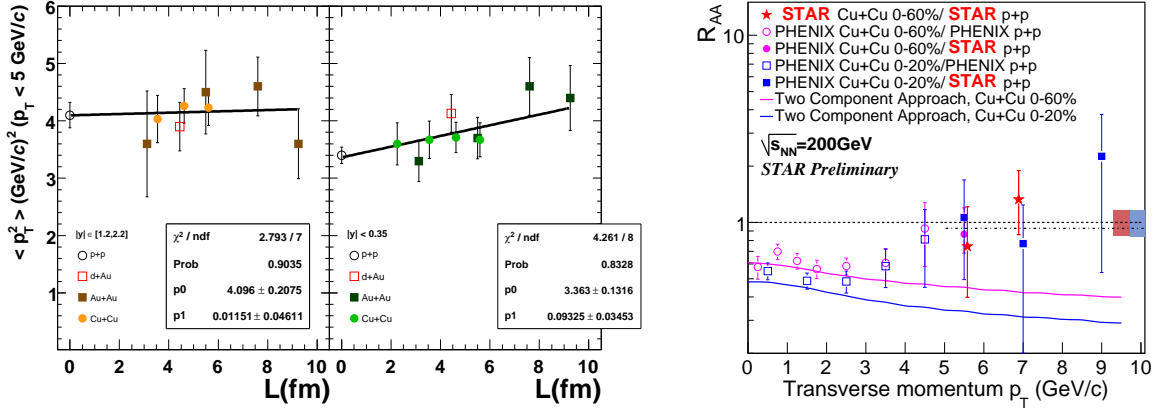 < p_T^2 > (GeV/c)^2 (p_T < 5 GeV/c)
6
5
4
3
2
1
|y| ∈ [1.2,2.2]
p+p
d+Au
Au+Au
Cu+Cu
χ² / ndf 2.793 / 7
Prob 0.9035
p0 4.096 ± 0.2075
p1 0.01151 ± 0.04611
0 2 4 6 8 10
L(fm)
|y| < 0.35
p+p
d+Au
Au+Au
Cu+Cu
χ² / ndf 4.261 / 8
Prob 0.8328
p0 3.363 ± 0.1316
p1 0.09325 ± 0.03453
0 2 4 6 8 10
L(fm)
R_AA
10
1
STAR Cu+Cu 0-60%/ STAR p+p
PHENIX Cu+Cu 0-60%/ PHENIX p+p
PHENIX Cu+Cu 0-60%/ STAR p+p
PHENIX Cu+Cu 0-20%/PHENIX p+p
PHENIX Cu+Cu 0-20%/ STAR p+p
Two Component Approach, Cu+Cu 0-60%
Two Component Approach, Cu+Cu 0-20%
√s_NN=200GeV
STAR Preliminary
0 1 2 3 4 5 6 7 8 9 10
Transverse momentum p_T (GeV/c)